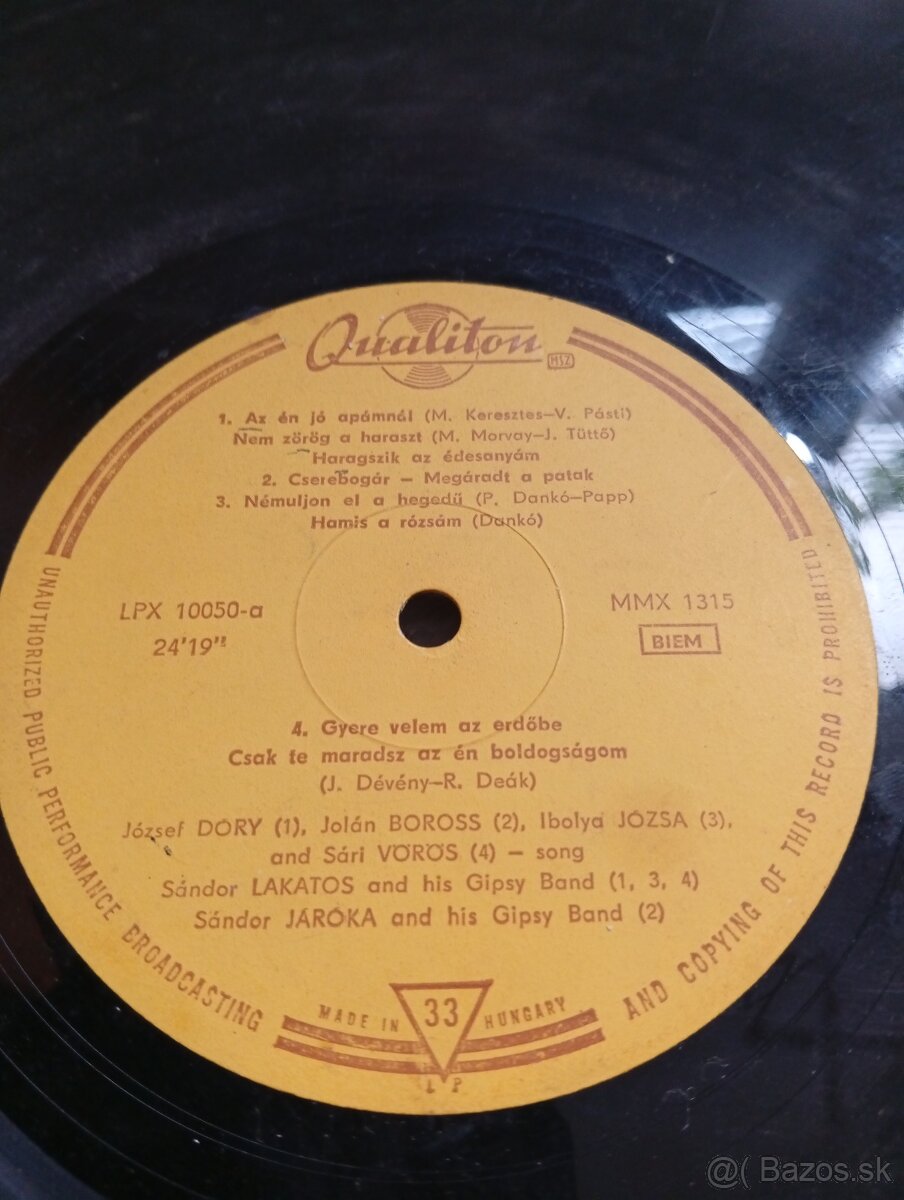 Qualiton
MSZ
1. Az én jó apámnál (M. Keresztes–V. Pásti)
Nem zörög a haraszt (M. Morvay–J. Tüttő)
Haragszik az édesanyám
2. Cserebogár – Megáradt a patak
3. Némuljon el a hegedű (P. Dankó–Papp)
Hamis a rózsám (Dankó)
LPX 10050-a
24'19"
MMX 1315
BIEM
4. Gyere velem az erdőbe
Csak te maradsz az én boldogságom
(J. Dévény–R. Deák)
József DÓRY (1), Jolán BOROSS (2), Ibolya JÓZSA (3),
and Sári VÖRÖS (4) – song
Sándor LAKATOS and his Gipsy Band (1, 3, 4)
Sándor JÁRÓKA and his Gipsy Band (2)
MADE IN 33 HUNGARY
LP
UNAUTHORIZED PUBLIC PERFORMANCE BROADCASTING
AND COPYING OF THIS RECORD IS PROHIBITED
@( Bazos.sk